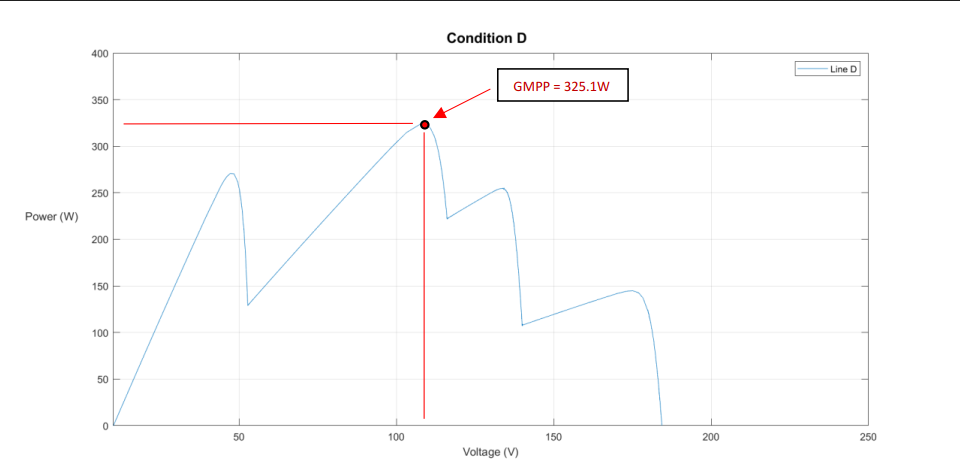 Condition D
Line D
GMPP = 325.1W
400
350
300
250
200
150
100
50
0
Power (W)
50
100
150
200
250
Voltage (V)